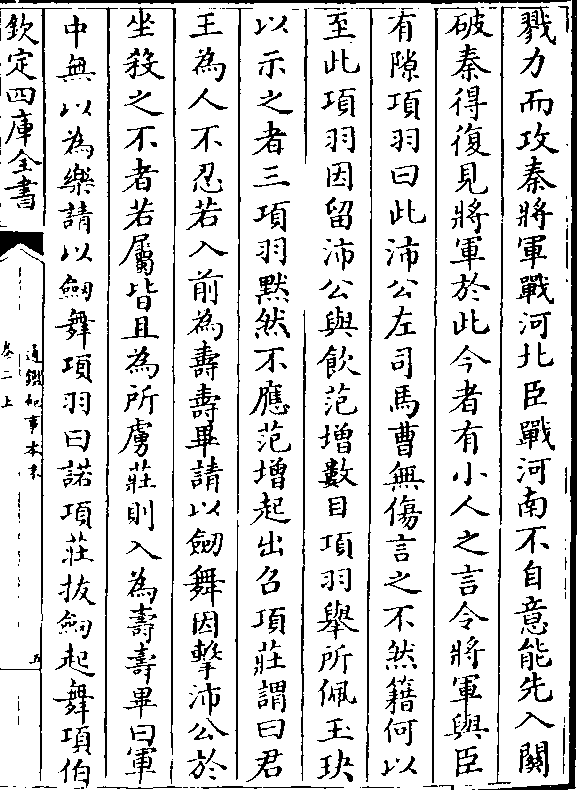 戮力而攻秦將軍戰河北臣戰河南不自意能先入關
破秦得復見將軍於此今者有小人之言令將軍與臣
有隙項羽曰此沛公左司馬曹無傷言之不然籍何以
至此項羽因留沛公與飲范増數目項羽舉所佩玉玦
以示之者三項羽黙然不應范増起出召項莊謂曰君
王為人不忍若入前為壽壽畢請以劒舞因擊沛公於
坐殺之不者若屬皆且為所虜莊則入為壽壽畢曰軍
中無以為樂請以劒舞項羽曰諾項莊拔劒起舞項伯
欽定四庫全書
通鑑紀事本末
卷二上
五